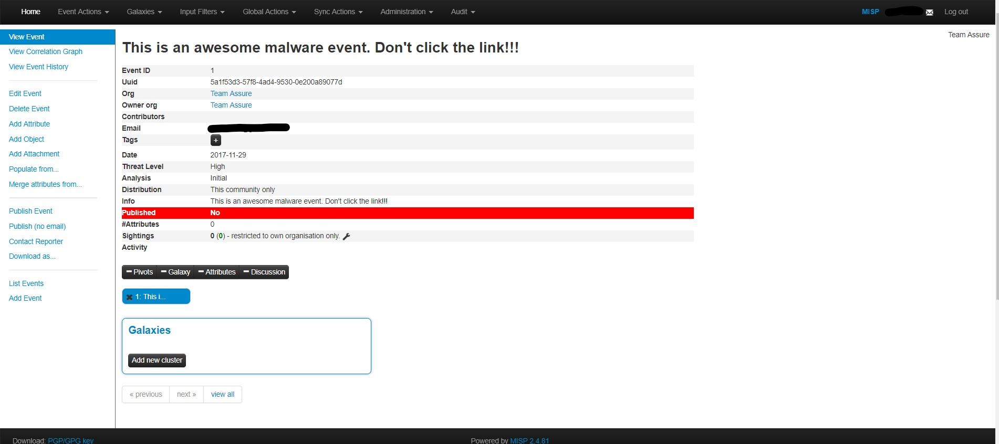 Home Event Actions Galaxies Input Filters Global Actions Sync Actions Administration Audit MISP Log out
Team Assure
View Event
View Correlation Graph
View Event History
Edit Event
Delete Event
Add Attribute
Add Object
Add Attachment
Populate from...
Merge attributes from...
Publish Event
Publish (no email)
Contact Reporter
Download as...
List Events
Add Event
This is an awesome malware event. Don't click the link!!!
Event ID 1
Uuid 5a1f53d3-57f8-4ad4-9530-0e200a89077d
Org Team Assure
Owner org Team Assure
Contributors
Email
Tags +
Date 2017-11-29
Threat Level High
Analysis Initial
Distribution This community only
Info This is an awesome malware event. Don't click the link!!!
Published No
#Attributes 0
Sightings 0 (0) - restricted to own organisation only.
Activity
Pivots Galaxy Attributes Discussion
1: This i...
Galaxies
Add new cluster
« previous next » view all
Download: PGP/GPG key Powered by MISP 2.4.81